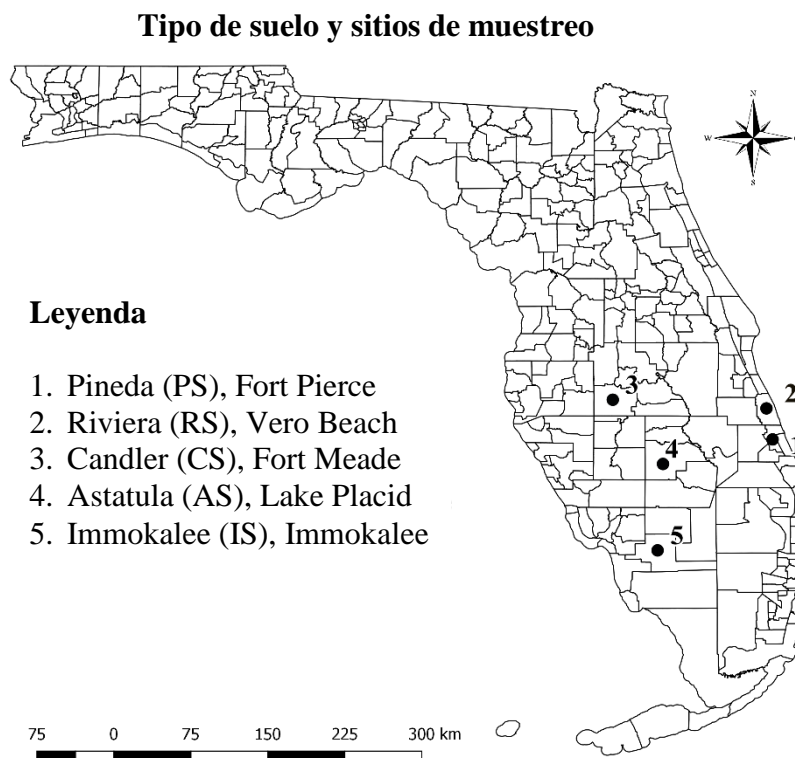 Tipo de suelo y sitios de muestreo
N
W
S
Leyenda
1. Pineda (PS), Fort Pierce
2. Riviera (RS), Vero Beach
3. Candler (CS), Fort Meade
4. Astatula (AS), Lake Placid
5. Immokalee (IS), Immokalee
3
2
1
4
5
75 0 75 150 225 300 km